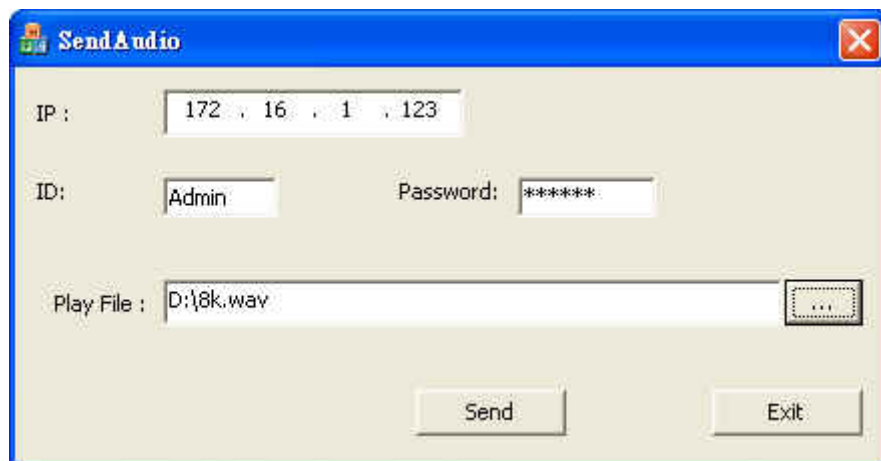 SendAudio
IP : 172 . 16 . 1 . 123
ID: Admin Password: ******
Play File : D:\8k.wav ...
Send Exit